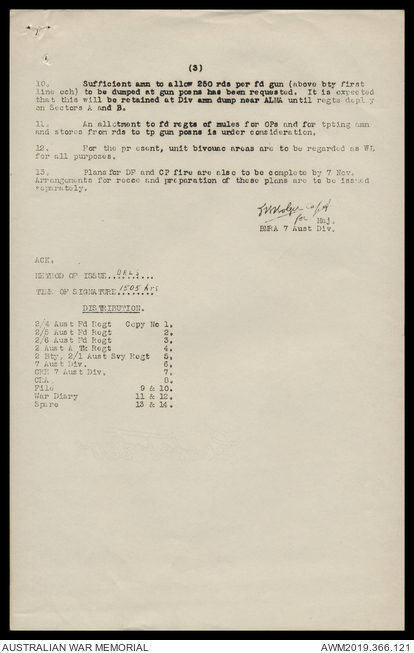 (3)
10. Sufficient amn to allow 250 rds per fd gun (above bty first
line ech) to be dumped at gun posns has been requested. It is expected
that this will be retained at Div amn dump near ALMA until regts deploy
on Sectors A and B.
11. An allotment to fd regts of mules for OPs and for tpting amn
and stores from rds to tp gun posns is under consideration.
12. For the present, unit bivouac areas are to be regarded as WL
for all purposes.
13. Plans for DF and CP fire are also to be complete by 7 Nov.
Arrangements for recce and preparation of these plans are to be issued
separately.
Capt
for Maj.
BMRA 7 Aust Div.
ACK.
METHOD OF ISSUE..DRLS....
TIME OF SIGNATURE.1505 hrs
DISTRIBUTION.
2/4 Aust Fd Regt Copy No 1.
2/5 Aust Fd Regt 2.
2/6 Aust Fd Regt 3.
2 Aust A Tk Regt 4.
2 Bty, 2/1 Aust Svy Regt 5.
7 Aust Div. 6.
CRE 7 Aust Div. 7.
CRA. 8.
File 9 & 10.
War Diary 11 & 12.
Spare 13 & 14.
AUSTRALIAN WAR MEMORIAL AWM2019.366.121